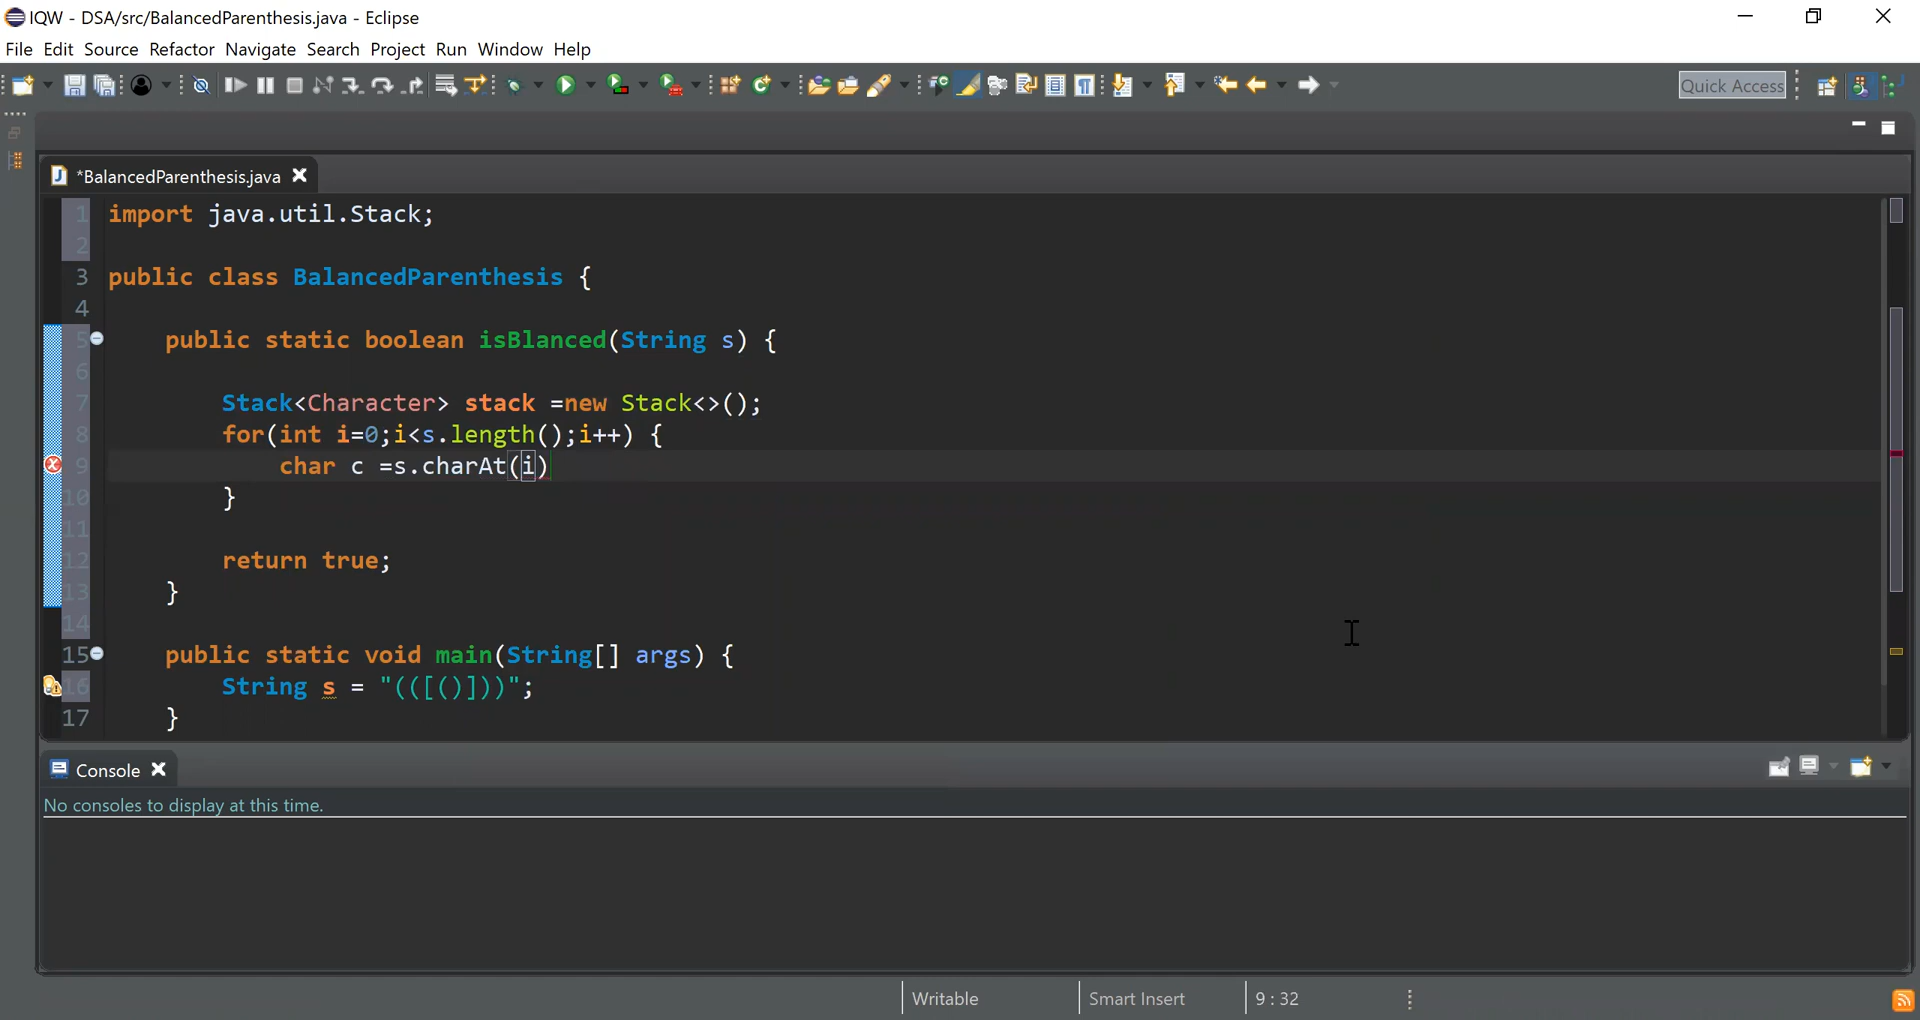 IQW - DSA/src/BalancedParenthesis.java - Eclipse
File Edit Source Refactor Navigate Search Project Run Window Help
Quick Access
*BalancedParenthesis.java
1 import java.util.Stack;
2
3 public class BalancedParenthesis {
4
5 public static boolean isBlanced(String s) {
6
7 Stack<Character> stack =new Stack<>();
8 for(int i=0;i<s.length();i++) {
9 char c =s.charAt(i)
10 }
11
12 return true;
13 }
14
15 public static void main(String[] args) {
16 String s = "(([()]))";
17 }
Console
No consoles to display at this time.
Writable Smart Insert 9 : 32